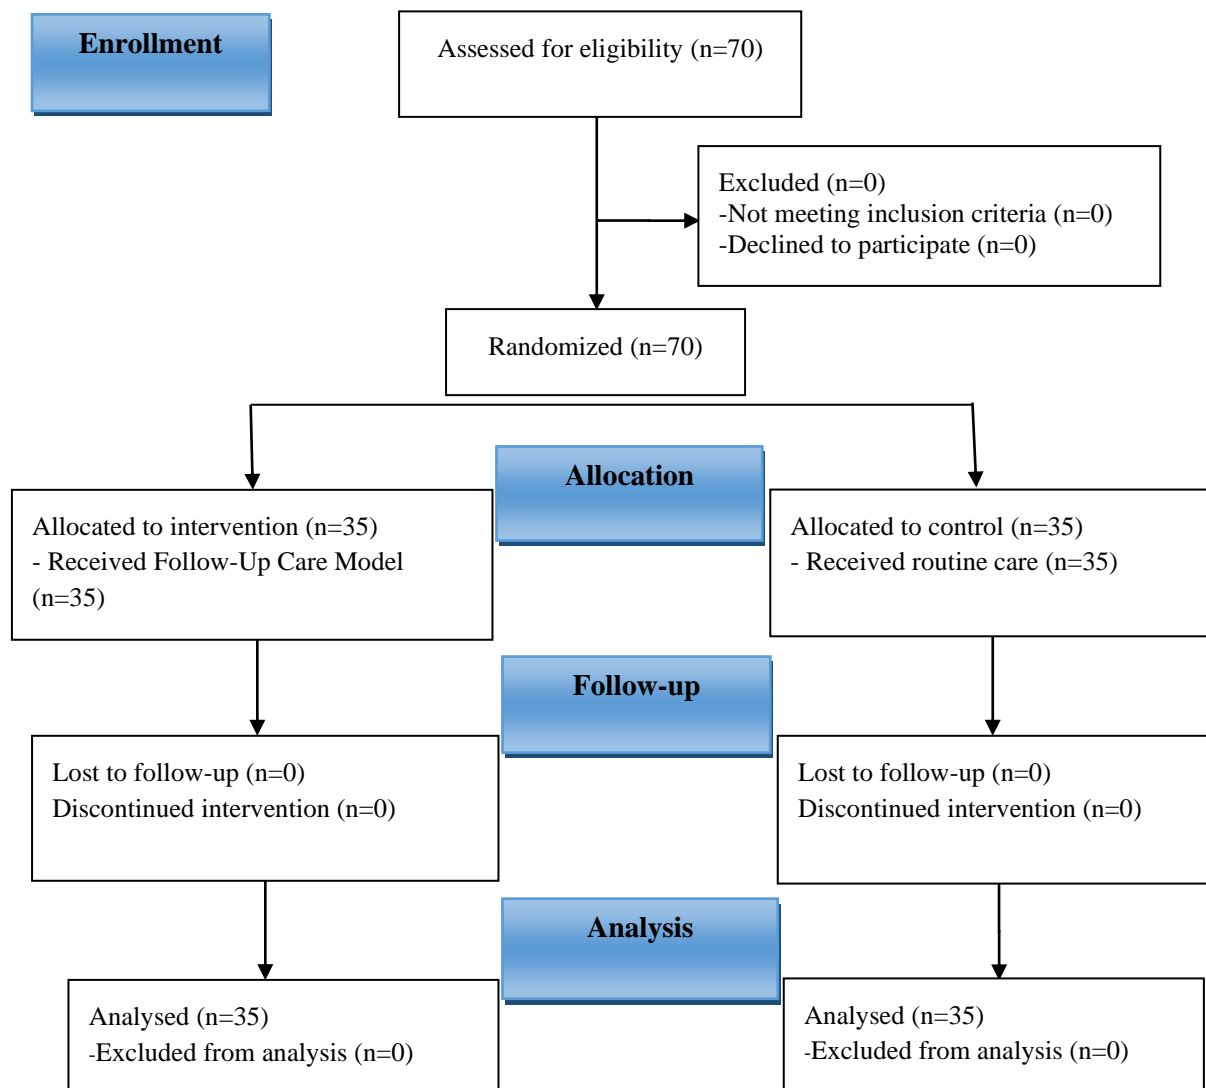 Enrollment
Assessed for eligibility (n=70)
Excluded (n=0)
-Not meeting inclusion criteria (n=0)
-Declined to participate (n=0)
Randomized (n=70)
Allocation
Allocated to intervention (n=35)
- Received Follow-Up Care Model
(n=35)
Allocated to control (n=35)
- Received routine care (n=35)
Follow-up
Lost to follow-up (n=0)
Discontinued intervention (n=0)
Lost to follow-up (n=0)
Discontinued intervention (n=0)
Analysis
Analysed (n=35)
-Excluded from analysis (n=0)
Analysed (n=35)
-Excluded from analysis (n=0)